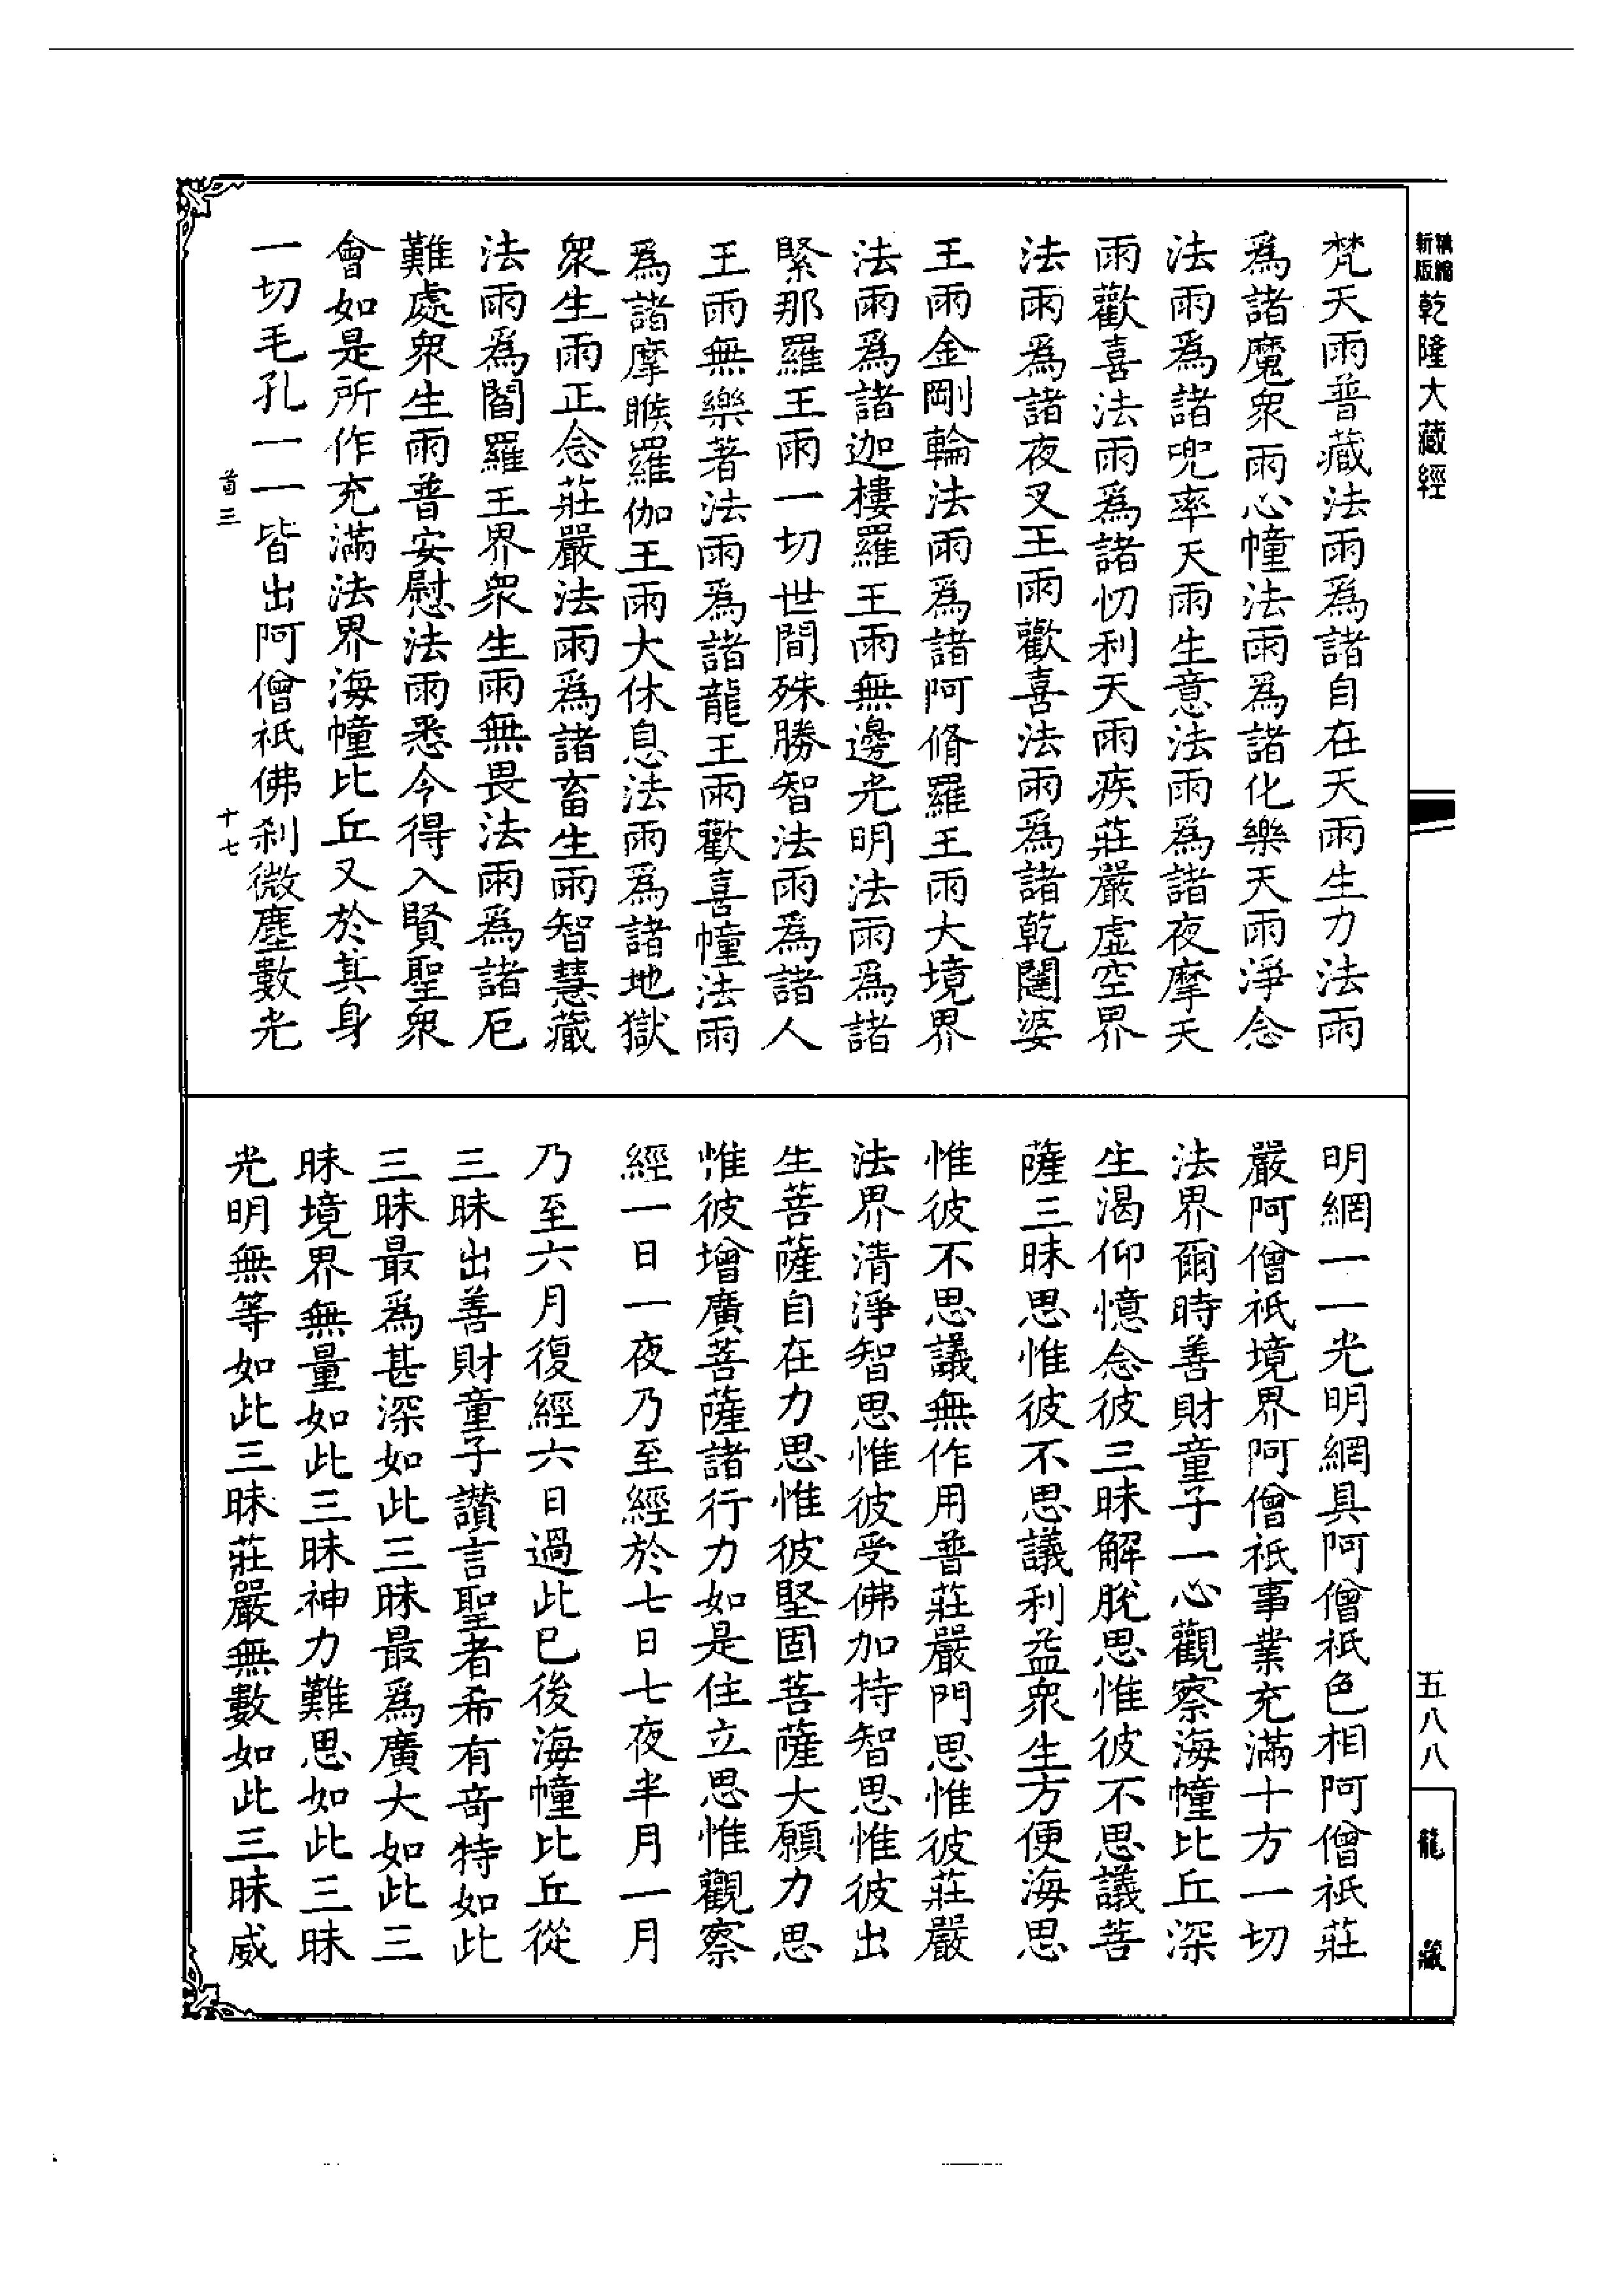 精縮新版乾隆大藏經
梵天雨普藏法雨爲諸自在天雨生力法雨
爲諸魔衆雨心幢法雨爲諸化樂天雨淨念
法雨爲諸兜率天雨生意法雨爲諸夜摩天
雨歡喜法雨爲諸忉利天雨疾莊嚴虛空界
法雨爲諸夜叉王雨歡喜法雨爲諸乾闥婆
王雨金剛輪法雨爲諸阿脩羅王雨大境界
法雨爲諸迦樓羅王雨無邊光明法雨爲諸
緊那羅王雨一切世間殊勝智法雨爲諸人
王雨無樂著法雨爲諸龍王雨歡喜幢法雨
爲諸摩睺羅伽王雨大休息法雨爲諸地獄
衆生雨正念莊嚴法雨爲諸畜生雨智慧藏
法雨爲閻羅王界衆生雨無畏法雨爲諸厄
難處衆生雨普安慰法雨悉令得入賢聖衆
會如是所作充滿法界海幢比丘又於其身
一切毛孔一一皆出阿僧祇佛刹微塵數光
首三
十七
明網一一光明網具阿僧祇色相阿僧祇莊
嚴阿僧祇境界阿僧祇事業充滿十方一切
法界爾時善財童子一心觀察海幢比丘深
生渴仰憶念彼三昧解脫思惟彼不思議菩
薩三昧思惟彼不思議利益衆生方便海思
惟彼不思議無作用普莊嚴門思惟彼莊嚴
法界清淨智思惟彼受佛加持智思惟彼出
生菩薩自在力思惟彼堅固菩薩大願力思
惟彼增廣菩薩諸行力如是住立思惟觀察
經一日一夜乃至經於七日七夜半月一月
乃至六月復經六日過此已後海幢比丘從
三昧出善財童子讚言聖者希有奇特如此
三昧最爲甚深如此三昧最爲廣大如此三
昧境界無量如此三昧神力難思如此三昧
光明無等如此三昧莊嚴無數如此三昧威
五八八
龍藏